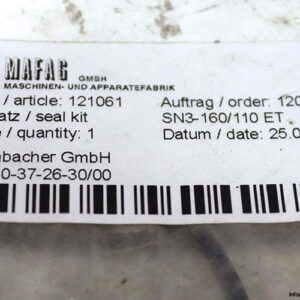 MAFAG GMBH
MASCHINEN- UND APPARATEFABRIK
/ article: 121061 Auftrag / order: 120
atz / seal kit SN3-160/110 ET
e / quantity: 1 Datum / date: 25.0
nbacher GmbH
0-37-26-30/00